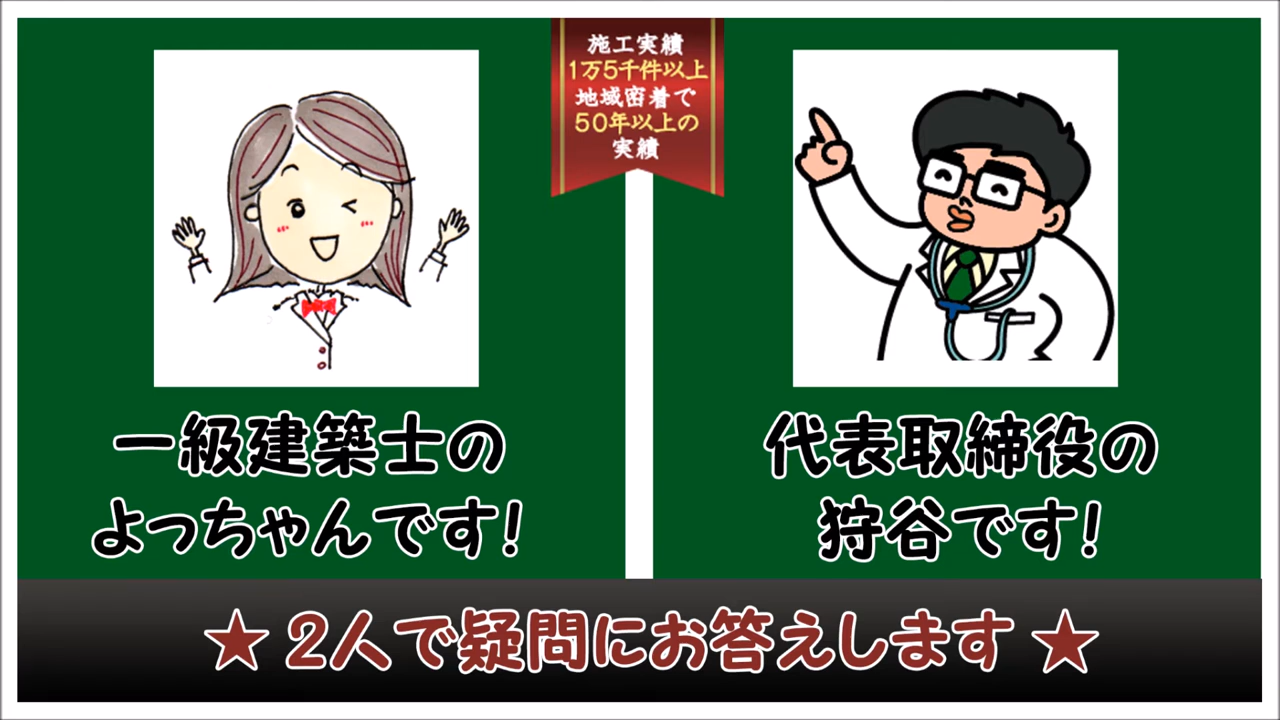 施工実績
1万5千件以上
地域密着で
50年以上の
実績
一級建築士の
よっちゃんです!
代表取締役の
狩谷です!
★ 2人で疑問にお答えします ★